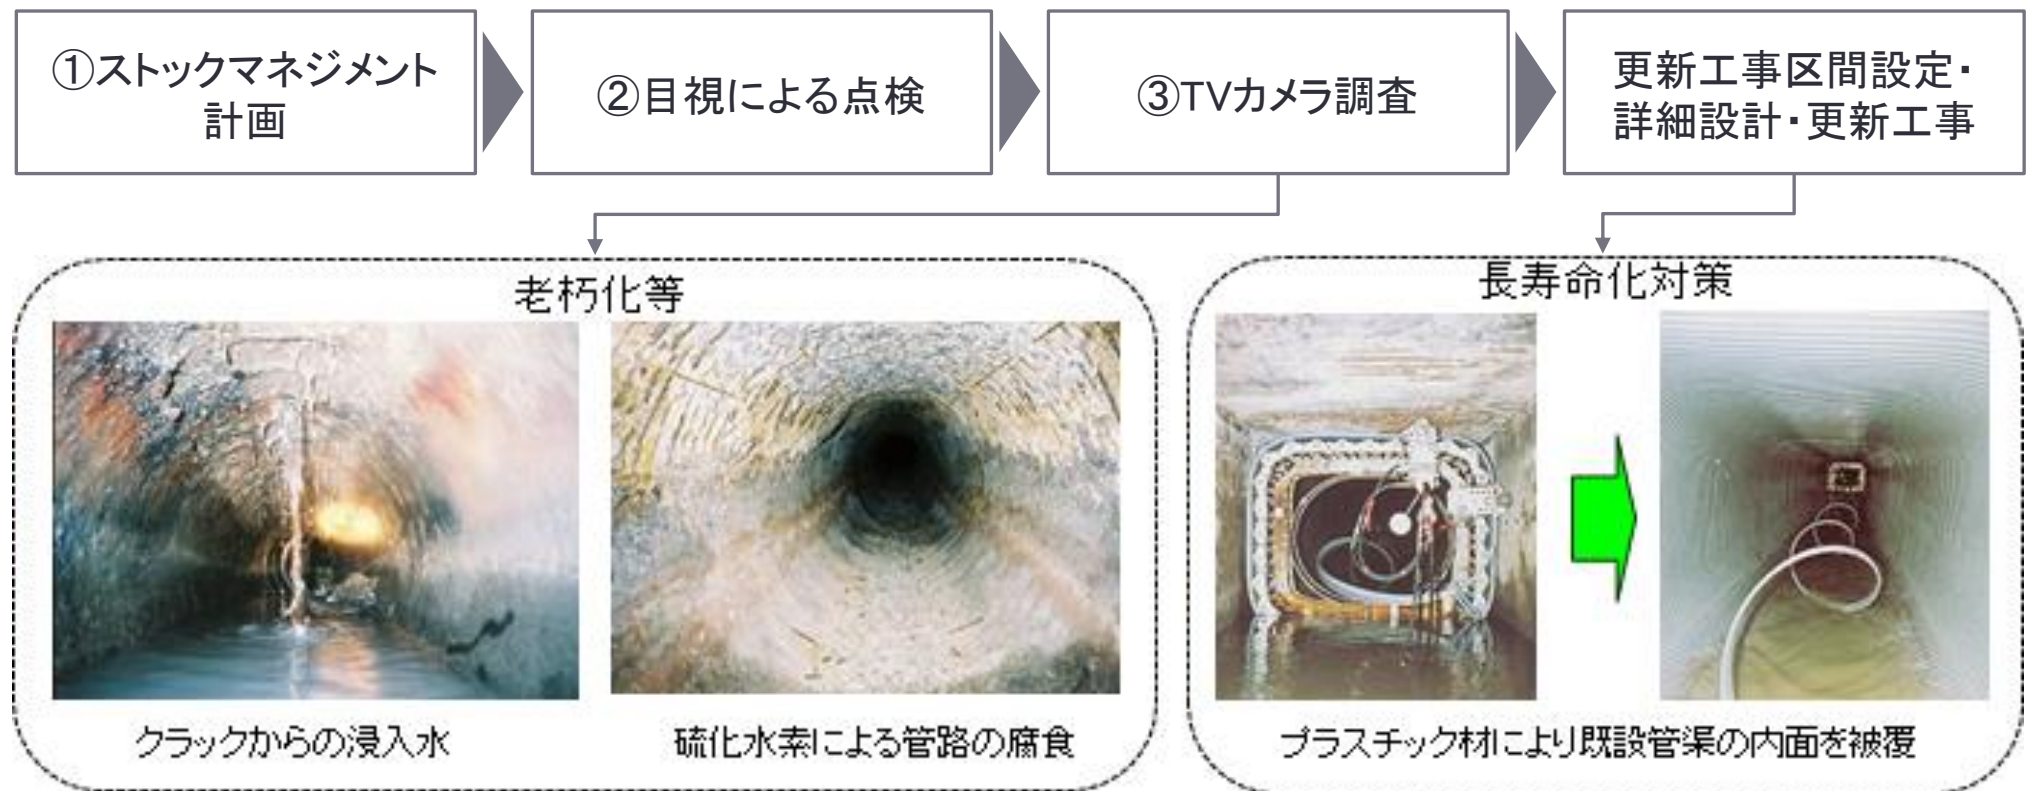 ①ストックマネジメント
計画
②目視による点検
③TVカメラ調査
更新工事区間設定・
詳細設計・更新工事
老朽化等
クラックからの浸入水
硫化水素による管路の腐食
長寿命化対策
プラスチック材により既設管渠の内面を被覆